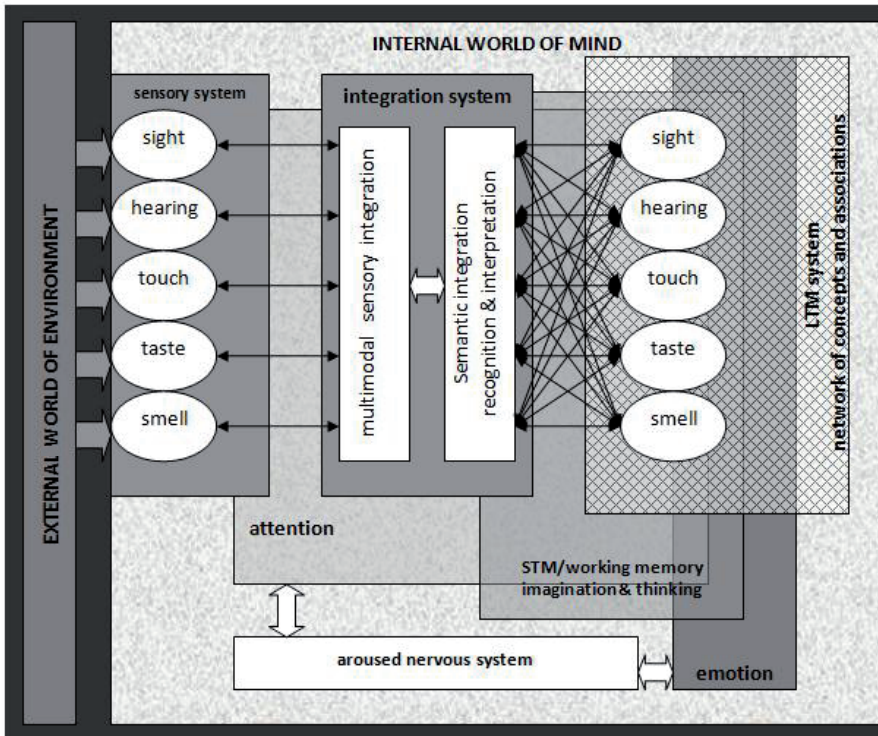 INTERNAL WORLD OF MIND
EXTERNAL WORLD OF ENVIRONMENT
sensory system
sight
hearing
touch
taste
smell
integration system
multimodal sensory integration
Semantic integration
recognition & interpretation
sight
hearing
touch
taste
smell
LTM system
network of concepts and associations
attention
STM/working memory
imagination & thinking
aroused nervous system
emotion